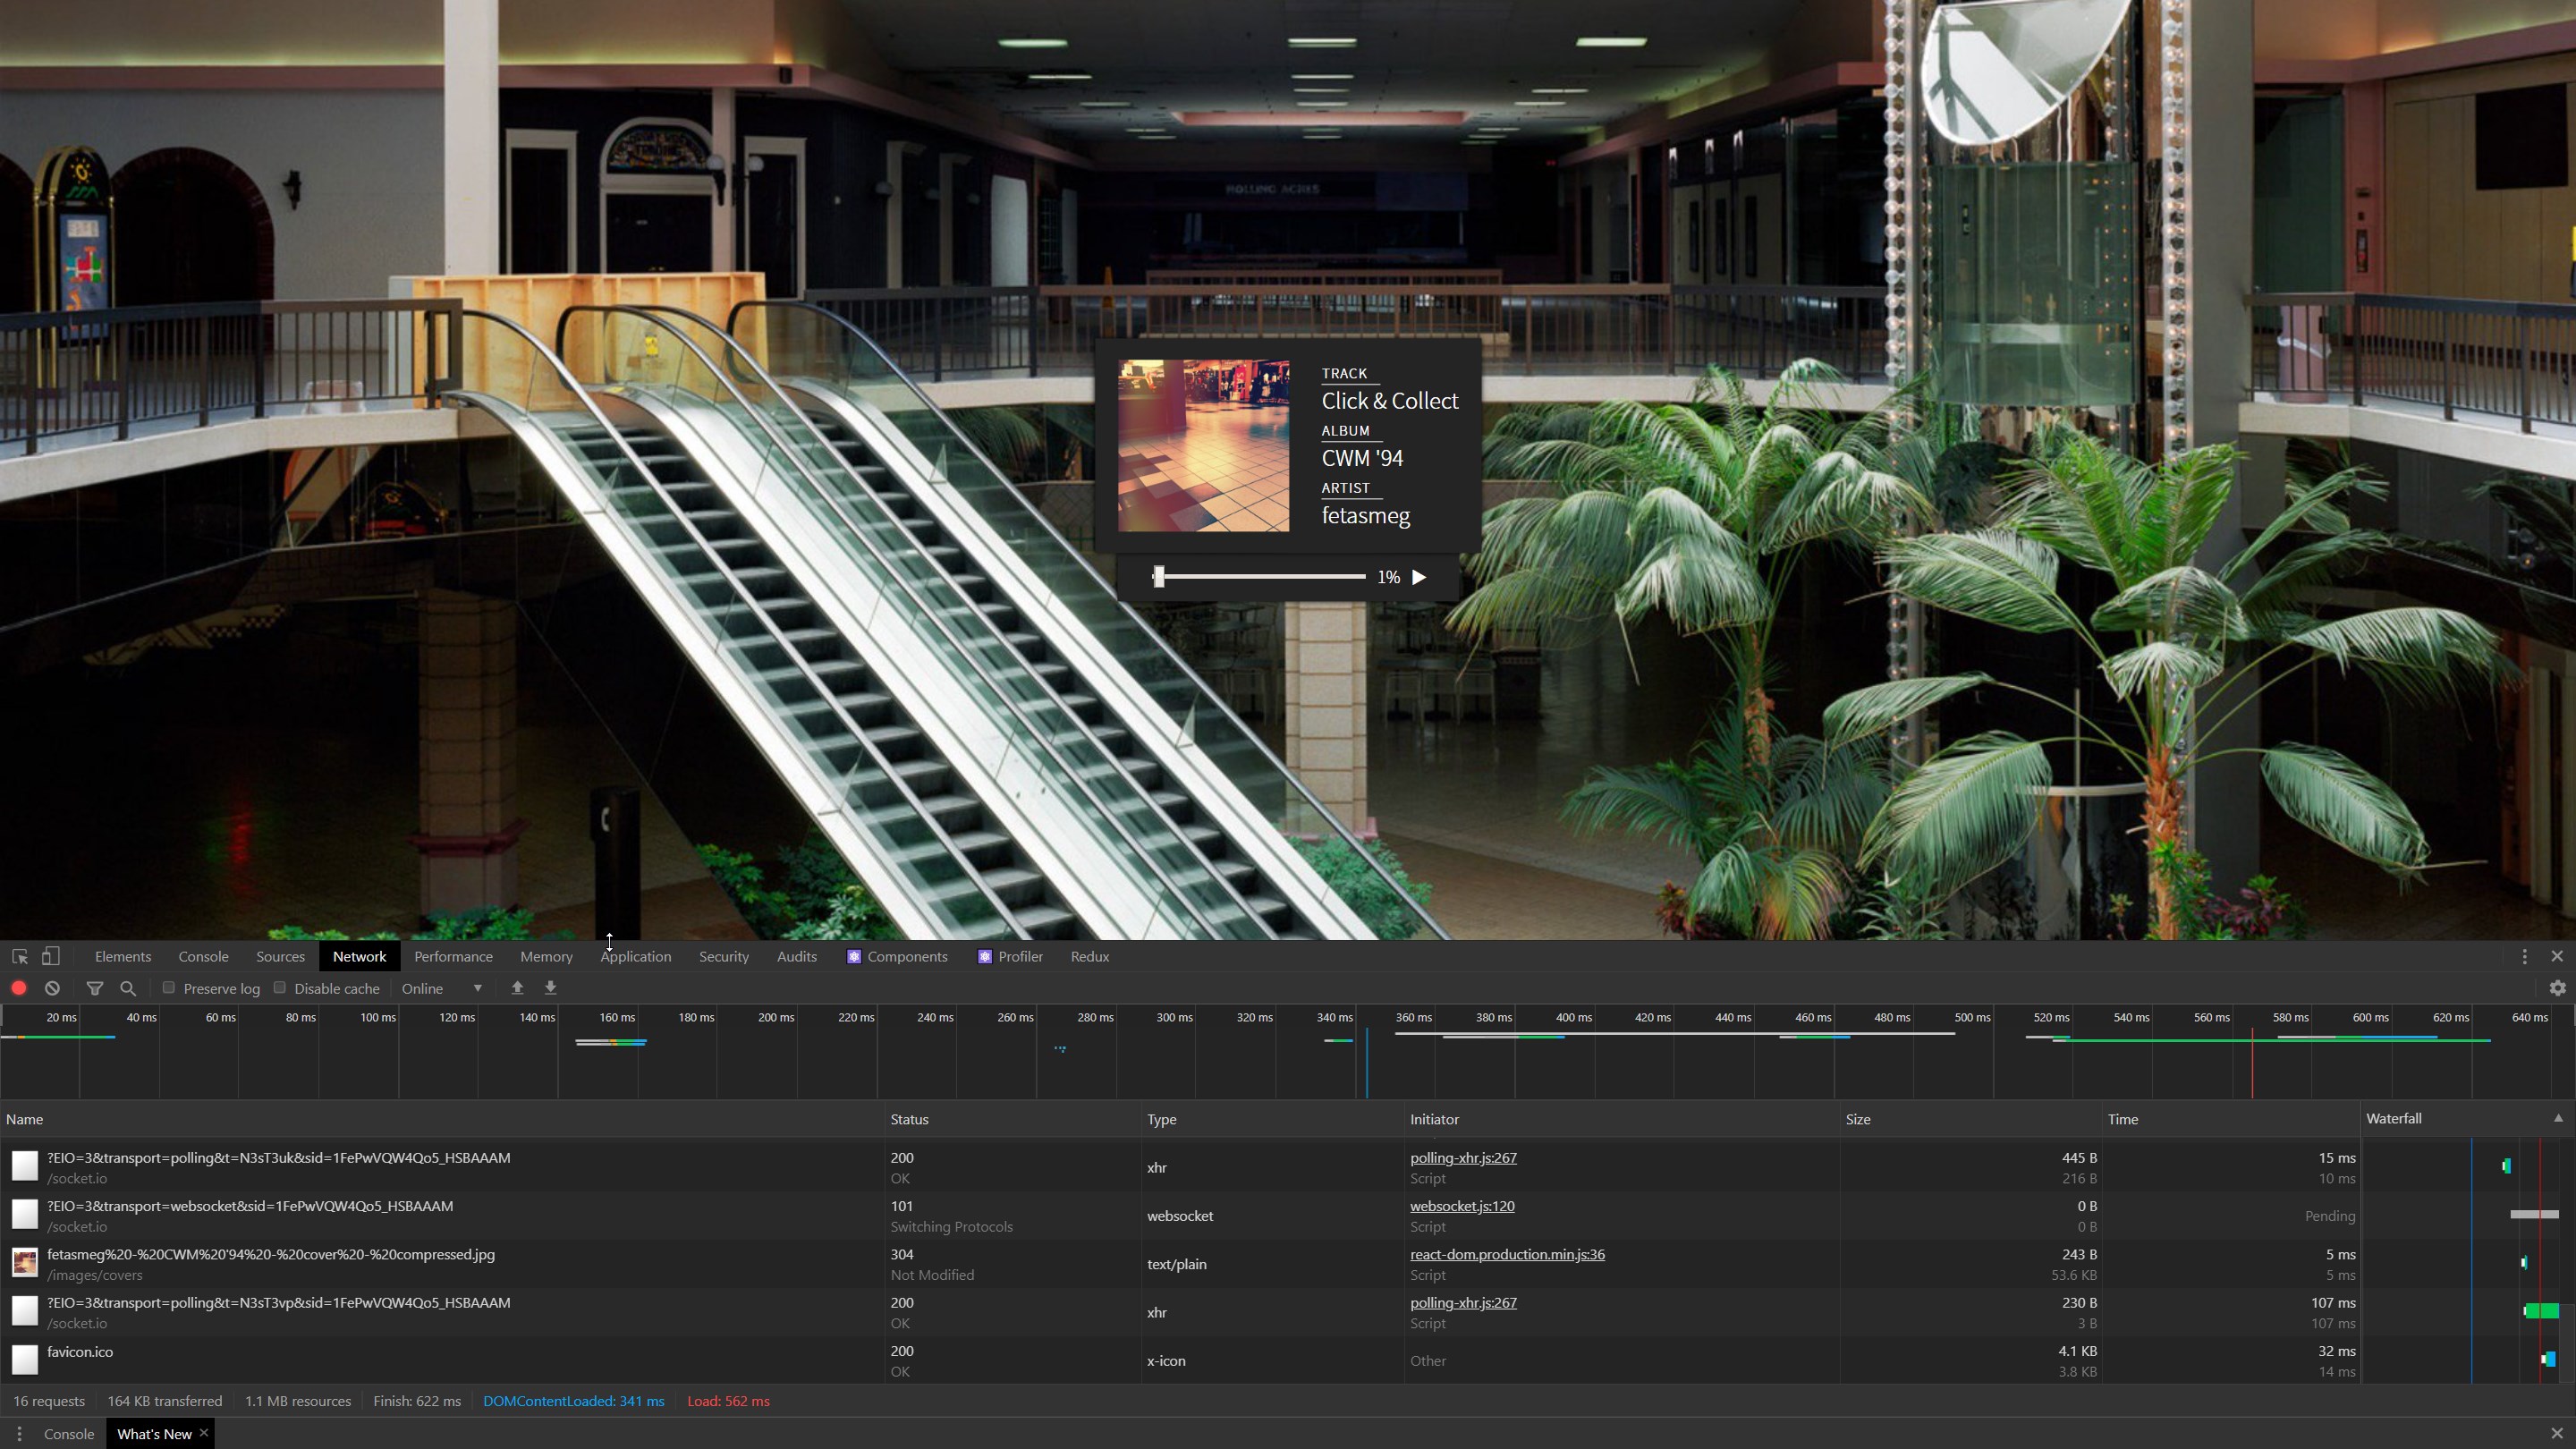 ROLLING ACRES
TRACK
Click & Collect
ALBUM
CWM '94
ARTIST
fetasmeg
1%
Elements Console Sources Network Performance Memory Application Security Audits Components Profiler Redux
Preserve log Disable cache Online
20 ms 40 ms 60 ms 80 ms 100 ms 120 ms 140 ms 160 ms 180 ms 200 ms 220 ms 240 ms 260 ms 280 ms 300 ms 320 ms 340 ms 360 ms 380 ms 400 ms 420 ms 440 ms 460 ms 480 ms 500 ms 520 ms 540 ms 560 ms 580 ms 600 ms 620 ms 640 ms
Name Status Type Initiator Size Time Waterfall
?EIO=3&transport=polling&t=N3sT3uk&sid=1FePwVQW4Qo5_HSBAAAM 200 xhr polling-xhr.js:267 445 B 15 ms
/socket.io OK Script 216 B 10 ms
?EIO=3&transport=websocket&sid=1FePwVQW4Qo5_HSBAAAM 101 websocket websocket.js:120 0 B Pending
/socket.io Switching Protocols Script 0 B
fetasmeg%20-%20CWM%20'94%20-%20cover%20-%20compressed.jpg 304 text/plain react-dom.production.min.js:36 243 B 5 ms
/images/covers Not Modified Script 53.6 KB 5 ms
?EIO=3&transport=polling&t=N3sT3vp&sid=1FePwVQW4Qo5_HSBAAAM 200 xhr polling-xhr.js:267 230 B 107 ms
/socket.io OK Script 3 B 107 ms
favicon.ico 200 x-icon Other 4.1 KB 32 ms
OK 3.8 KB 14 ms
16 requests 164 KB transferred 1.1 MB resources Finish: 622 ms DOMContentLoaded: 341 ms Load: 562 ms
Console What's New